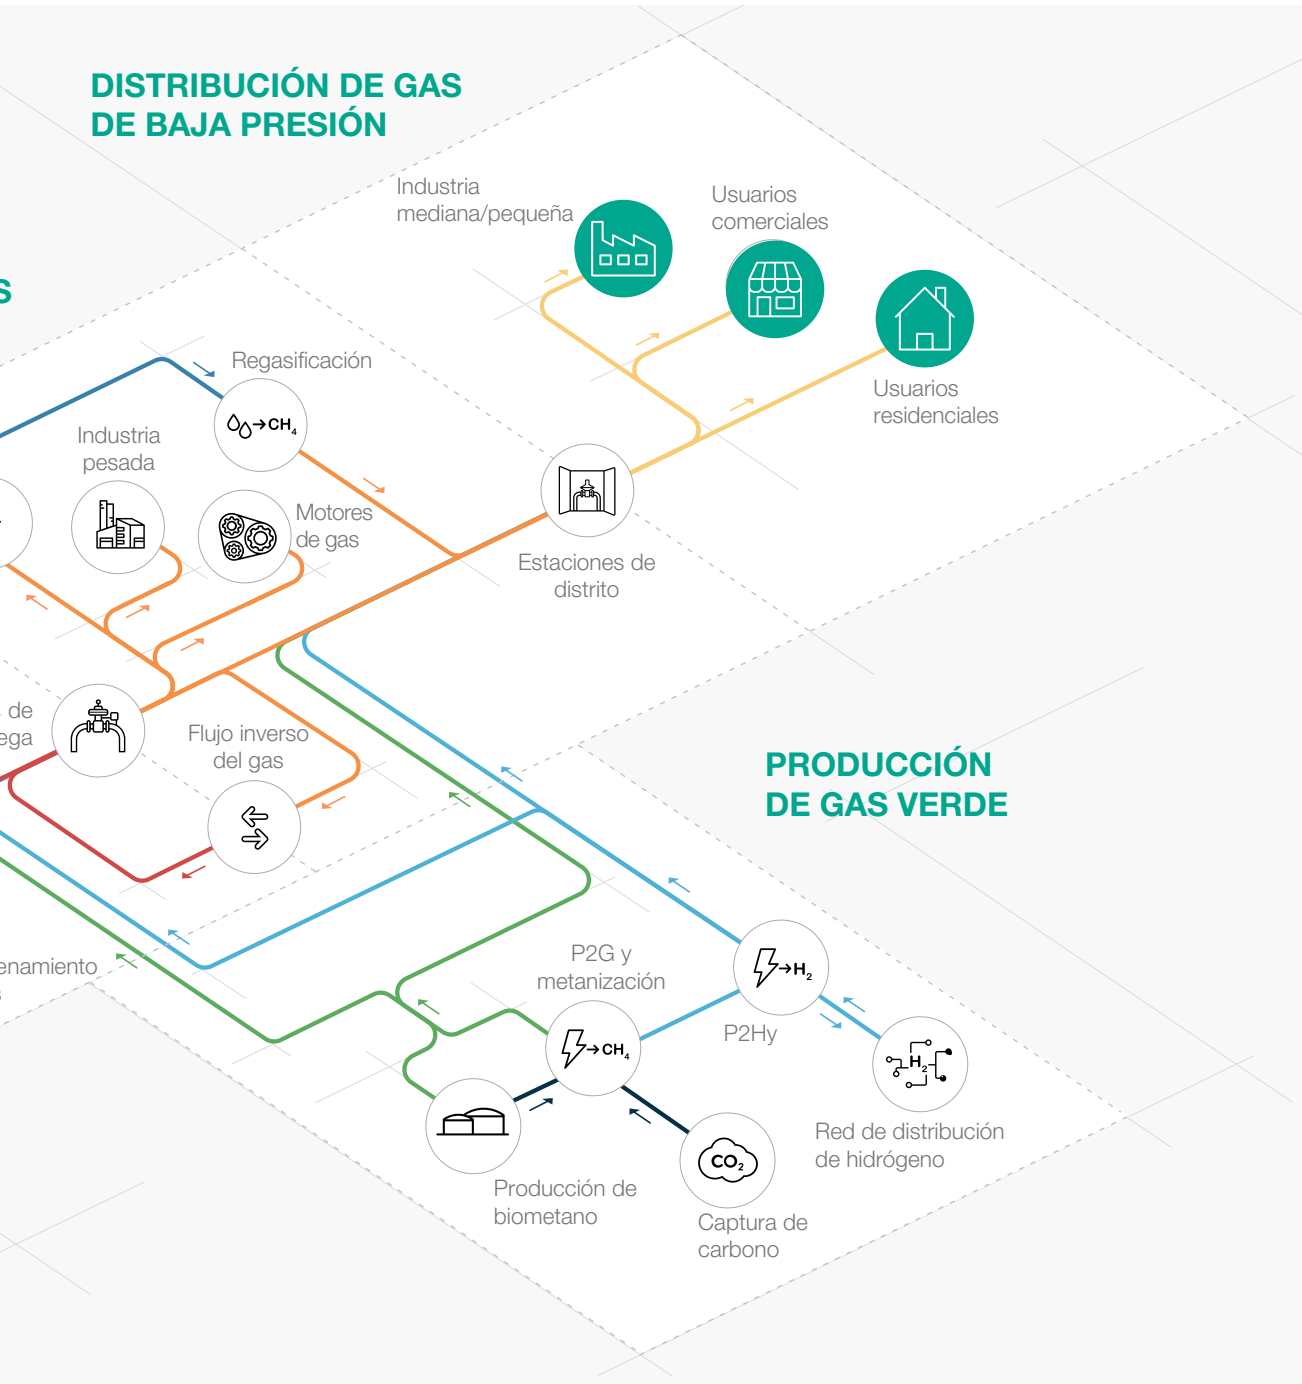 DISTRIBUCIÓN DE GAS
DE BAJA PRESIÓN
Industria
mediana/pequeña
Usuarios
comerciales
S
Regasificación
CH4
Usuarios
residenciales
Industria
pesada
Motores
de gas
Estaciones de
distrito
de
Flujo inverso
del gas
PRODUCCIÓN
DE GAS VERDE
P2G y
metanización
H2
P2Hy
CH4
H2
Red de distribución
de hidrógeno
CO2
Producción de
biometano
Captura de
carbono